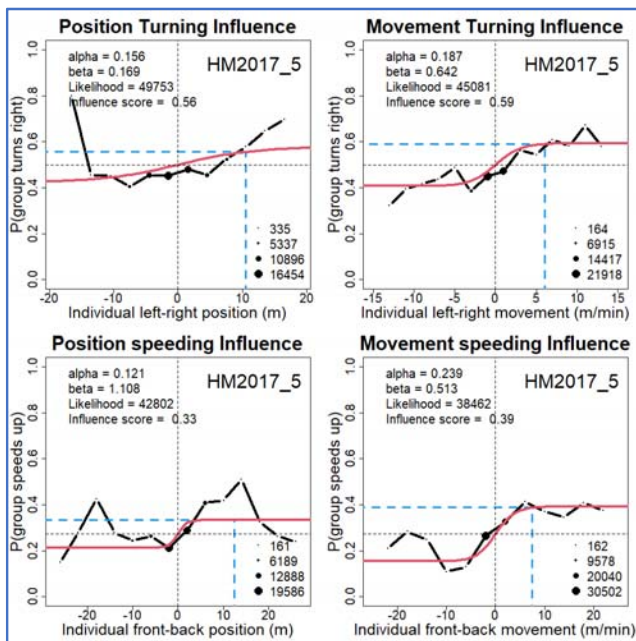 Position Turning Influence
alpha = 0.156
beta = 0.169
Likelihood = 49753
Influence score = 0.56
HM2017_5
P(group turns right)
1.0
0.8
0.6
0.4
0.2
0.0
335
5337
10896
16454
-20 -10 0 10 20
Individual left-right position (m)
Movement Turning Influence
alpha = 0.187
beta = 0.642
Likelihood = 45081
Influence score = 0.59
HM2017_5
P(group turns right)
1.0
0.8
0.6
0.4
0.2
0.0
164
6915
14417
21918
-15 -10 -5 0 5 10 15
Individual left-right movement (m/min)
Position speeding Influence
alpha = 0.121
beta = 1.108
Likelihood = 42802
Influence score = 0.33
HM2017_5
P(group speeds up)
1.0
0.8
0.6
0.4
0.2
0.0
161
6189
12888
19586
-20 -10 0 10 20
Individual front-back position (m)
Movement speeding Influence
alpha = 0.239
beta = 0.513
Likelihood = 38462
Influence score = 0.39
HM2017_5
P(group speeds up)
1.0
0.8
0.6
0.4
0.2
0.0
162
9578
20040
30502
-20 -10 0 10 20
Individual front-back movement (m/min)